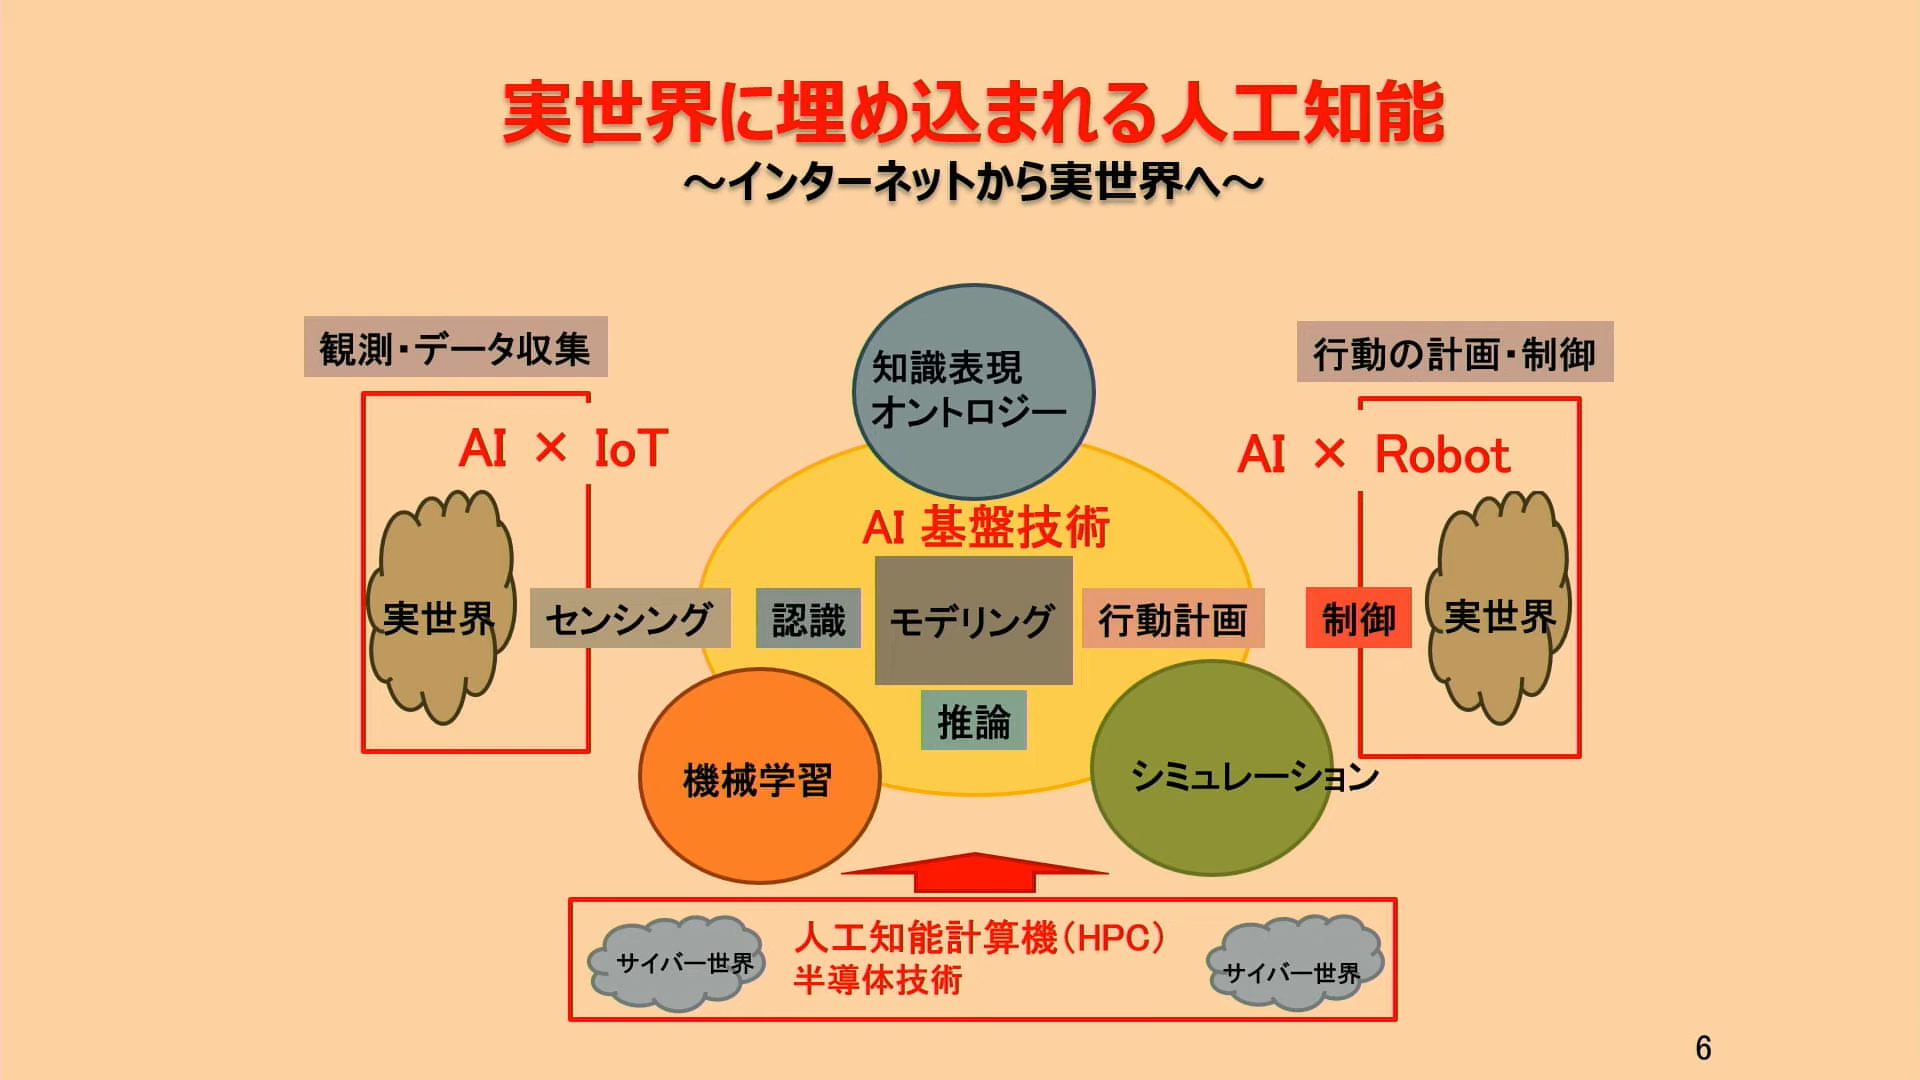 実世界に埋め込まれる人工知能
～インターネットから実世界へ～
観測・データ収集
行動の計画・制御
知識表現
オントロジー
AI × IoT
AI × Robot
AI 基盤技術
実世界
センシング
認識
モデリング
行動計画
制御
実世界
推論
機械学習
シミュレーション
サイバー世界
人工知能計算機（HPC）
半導体技術
サイバー世界
6